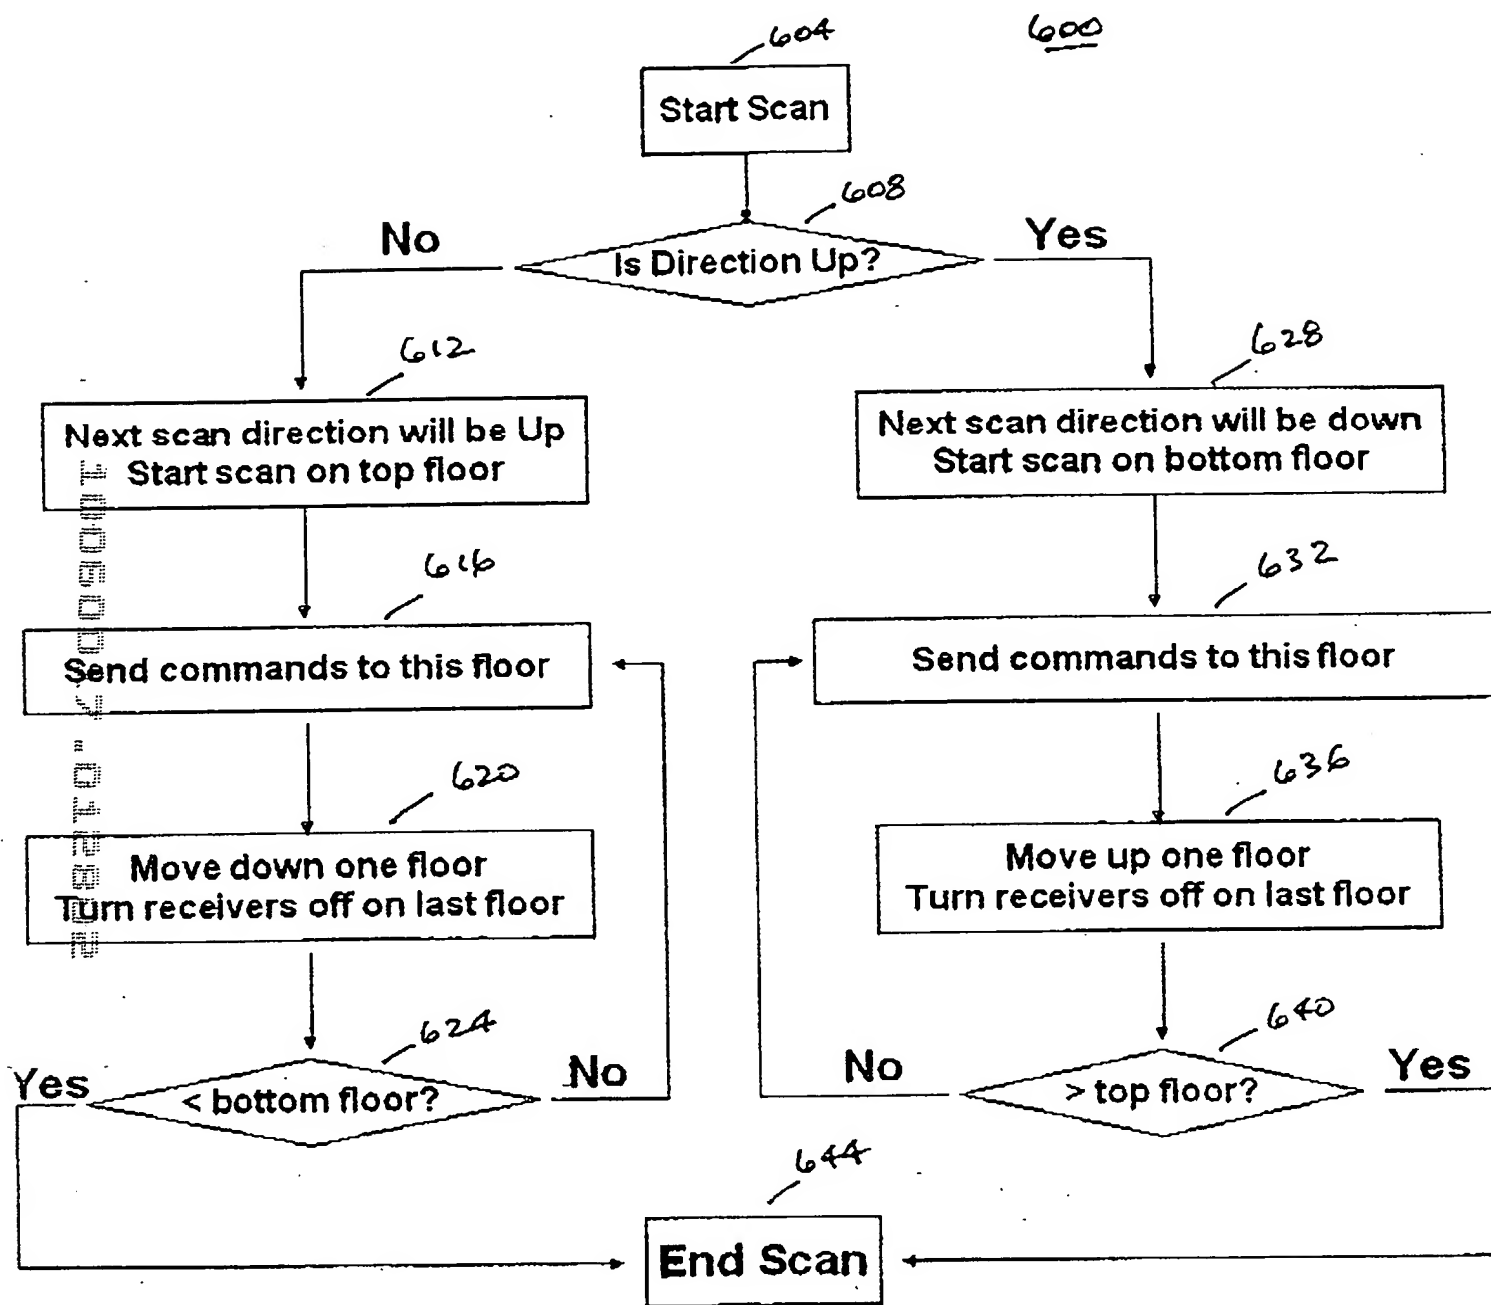 604
600
Start Scan
608
No
Yes
Is Direction Up?
612
628
Next scan direction will be Up
Start scan on top floor
Next scan direction will be down
Start scan on bottom floor
616
632
Send commands to this floor
Send commands to this floor
620
636
Move down one floor
Turn receivers off on last floor
Move up one floor
Turn receivers off on last floor
624
640
Yes
< bottom floor?
No
No
> top floor?
Yes
644
End Scan